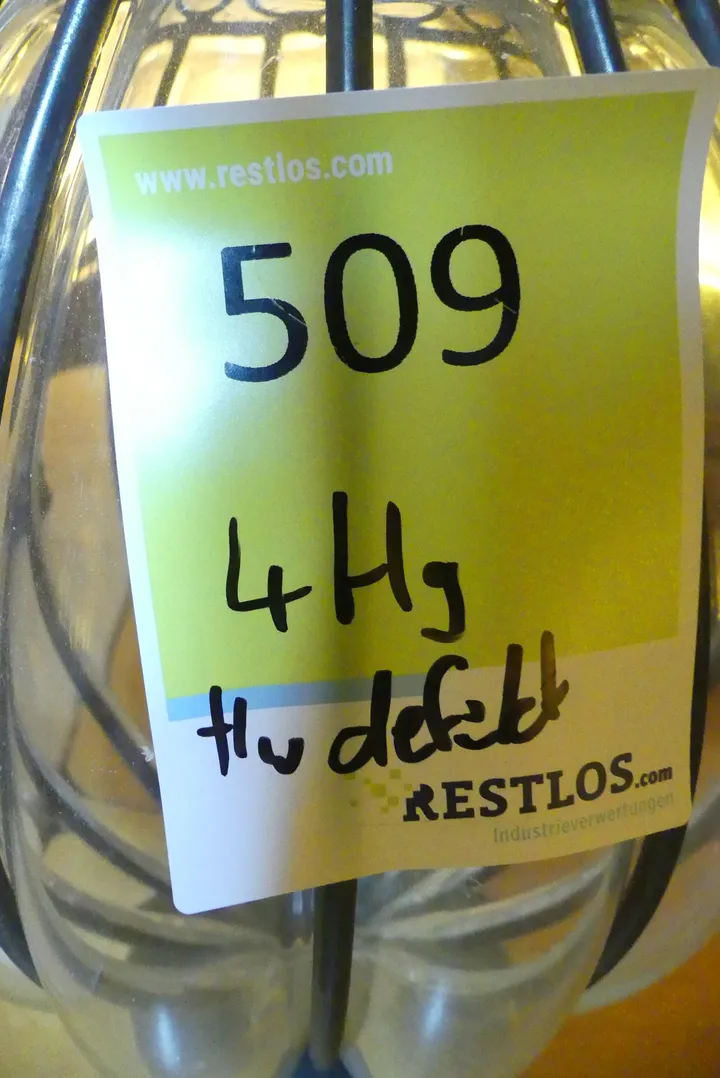 www.restlos.com
509
4 Hg
defekt
RESTLOS.com
Industrieverwertungen